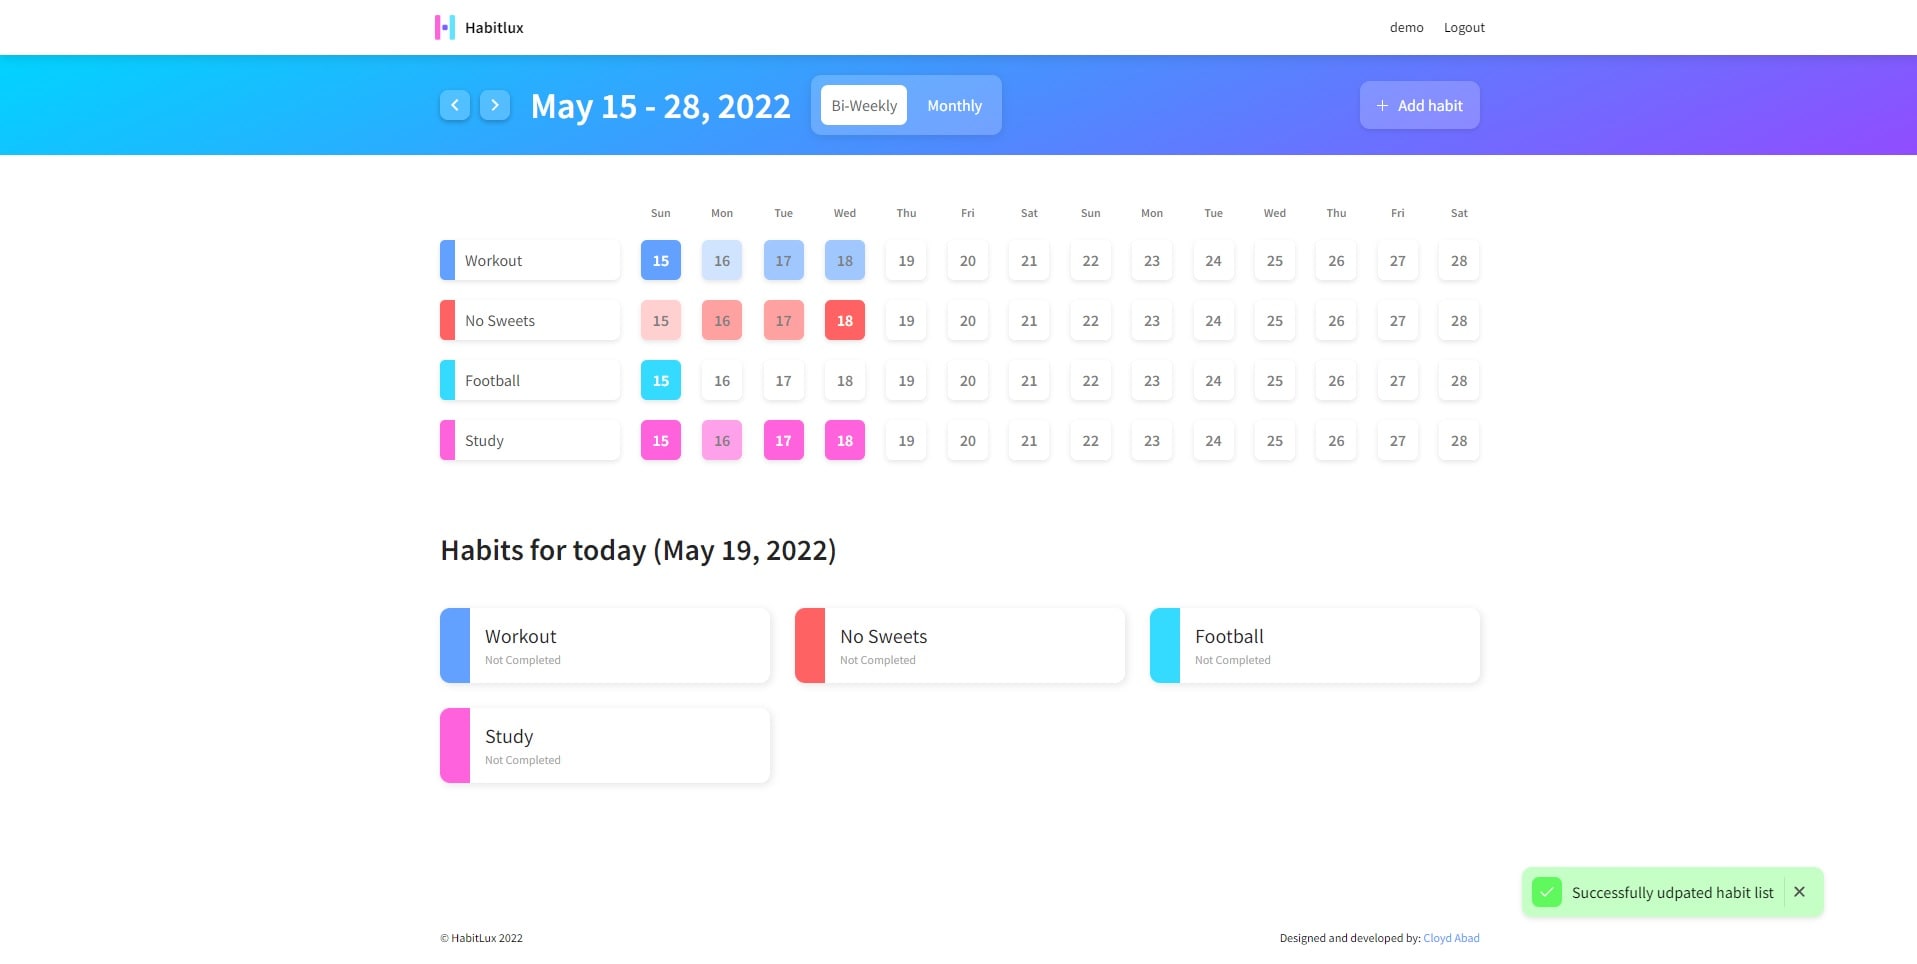 Habitlux demo Logout
May 15 - 28, 2022 Bi-Weekly Monthly + Add habit
Sun Mon Tue Wed Thu Fri Sat Sun Mon Tue Wed Thu Fri Sat
Workout 15 16 17 18 19 20 21 22 23 24 25 26 27 28
No Sweets 15 16 17 18 19 20 21 22 23 24 25 26 27 28
Football 15 16 17 18 19 20 21 22 23 24 25 26 27 28
Study 15 16 17 18 19 20 21 22 23 24 25 26 27 28
Habits for today (May 19, 2022)
Workout No Sweets Football
Not Completed Not Completed Not Completed
Study
Not Completed
Successfully udpated habit list
© HabitLux 2022 Designed and developed by: Cloyd Abad